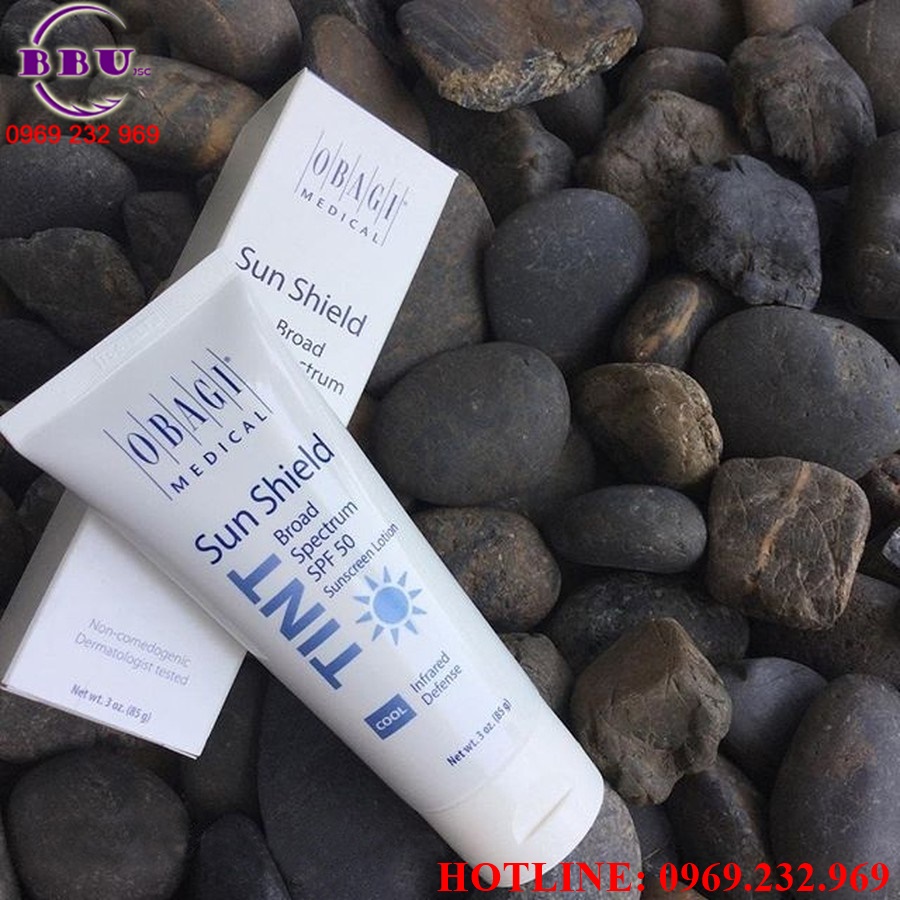 BBU JSC
0969 232 969
OBAGI®
MEDICAL
Sun Shield
Broad
Spectrum
OBAGI®
MEDICAL
Sun Shield
TINT
Broad
Spectrum
SPF 50
Sunscreen Lotion
COOL
Infrared
Defense
Net wt. 3 oz. (85 g)
Non-comedogenic
Dermatologist tested
Net wt. 3 oz. (85 g)
HOTLINE: 0969.232.969